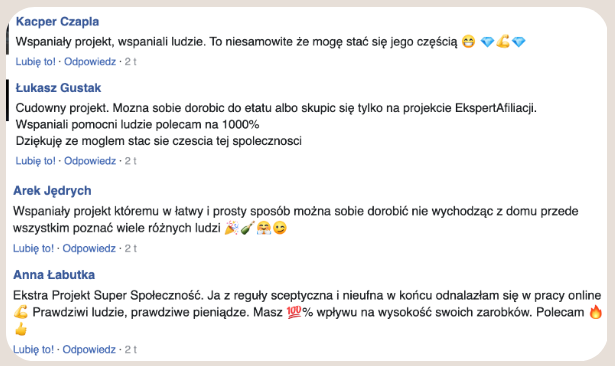 Kacper Czapla
Wspaniały projekt, wspaniali ludzie. To niesamowite że mogę stać się jego częścią 😁 💎💪💎
Lubię to! · Odpowiedz · 2 t
Łukasz Gustak
Cudowny projekt. Mozna sobie dorobic do etatu albo skupic się tylko na projekcie EkspertAfiliacji.
Wspaniali pomocni ludzie polecam na 1000%
Dziękuję ze moglem stac sie czescia tej spolecznosci
Lubię to! · Odpowiedz · 2 t
Arek Jędrych
Wspaniały projekt któremu w łatwy i prosty sposób można sobie dorobić nie wychodząc z domu przede
wszystkim poznać wiele różnych ludzi 🎉🍾🤗😉
Lubię to! · Odpowiedz · 2 t
Anna Łabutka
Ekstra Projekt Super Społeczność. Ja z reguły sceptyczna i nieufna w końcu odnalazłam się w pracy online
💪 Prawdziwi ludzie, prawdziwe pieniądze. Masz 💯% wpływu na wysokość swoich zarobków. Polecam 🔥
👍
Lubię to! · Odpowiedz · 2 t